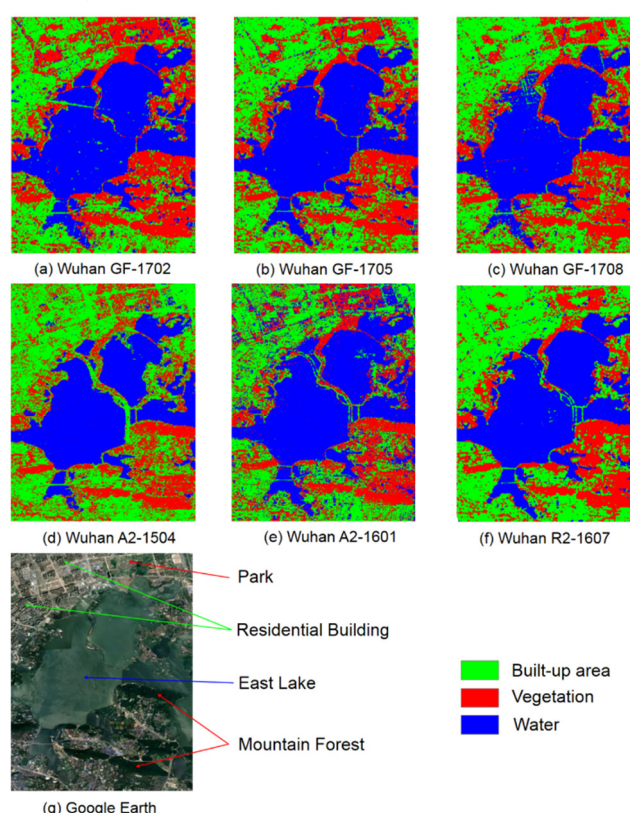 (a) Wuhan GF-1702
(b) Wuhan GF-1705
(c) Wuhan GF-1708
(d) Wuhan A2-1504
(e) Wuhan A2-1601
(f) Wuhan R2-1607
Park
Residential Building
East Lake
Mountain Forest
Built-up area
Vegetation
Water
(g) Google Earth